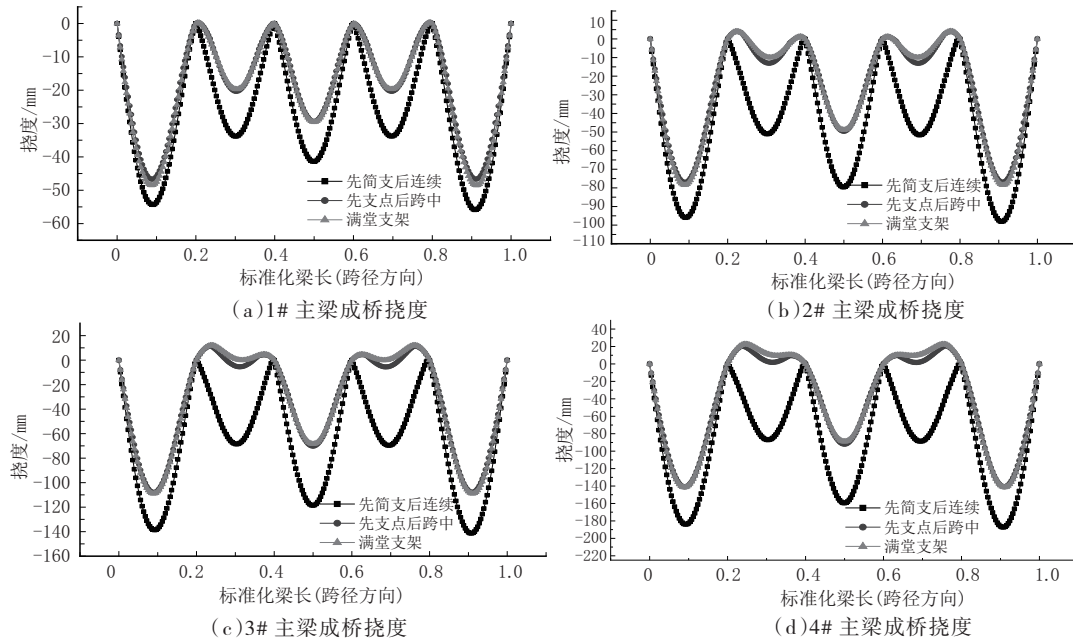 0
-10
-20
-30
-40
-50
-60
挠度/mm
先简支后连续
先支点后跨中
满堂支架
0
0.2
0.4
0.6
0.8
1.0
标准化梁长(跨径方向)
(a)1# 主梁成桥挠度
10
0
-10
-20
-30
-40
-50
-60
-70
-80
-90
-100
-110
挠度/mm
先简支后连续
先支点后跨中
满堂支架
0
0.2
0.4
0.6
0.8
1.0
标准化梁长(跨径方向)
(b)2# 主梁成桥挠度
20
0
-20
-40
-60
-80
-100
-120
-140
-160
挠度/mm
先简支后连续
先支点后跨中
满堂支架
0
0.2
0.4
0.6
0.8
1.0
标准化梁长(跨径方向)
(c)3# 主梁成桥挠度
40
20
0
-20
-40
-60
-80
-100
-120
-140
-160
-180
-200
-220
挠度/mm
先简支后连续
先支点后跨中
满堂支架
0
0.2
0.4
0.6
0.8
1.0
标准化梁长(跨径方向)
(d)4# 主梁成桥挠度